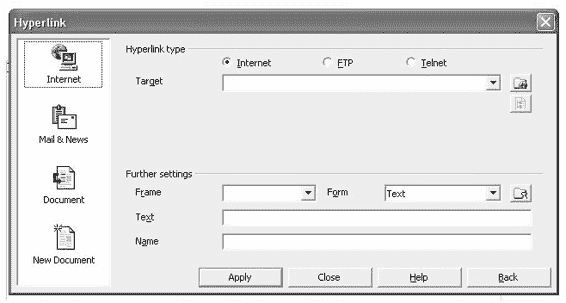 Hyperlink
Internet
Mail & News
Document
New Document
Hyperlink type
Internet FTP Telnet
Target
Further settings
Frame Form Text
Text
Name
Apply Close Help Back